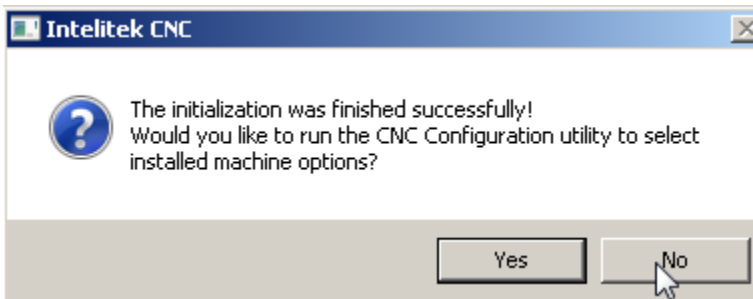 Intelitek CNC
The initialization was finished successfully!
Would you like to run the CNC Configuration utility to select
installed machine options?
Yes
No